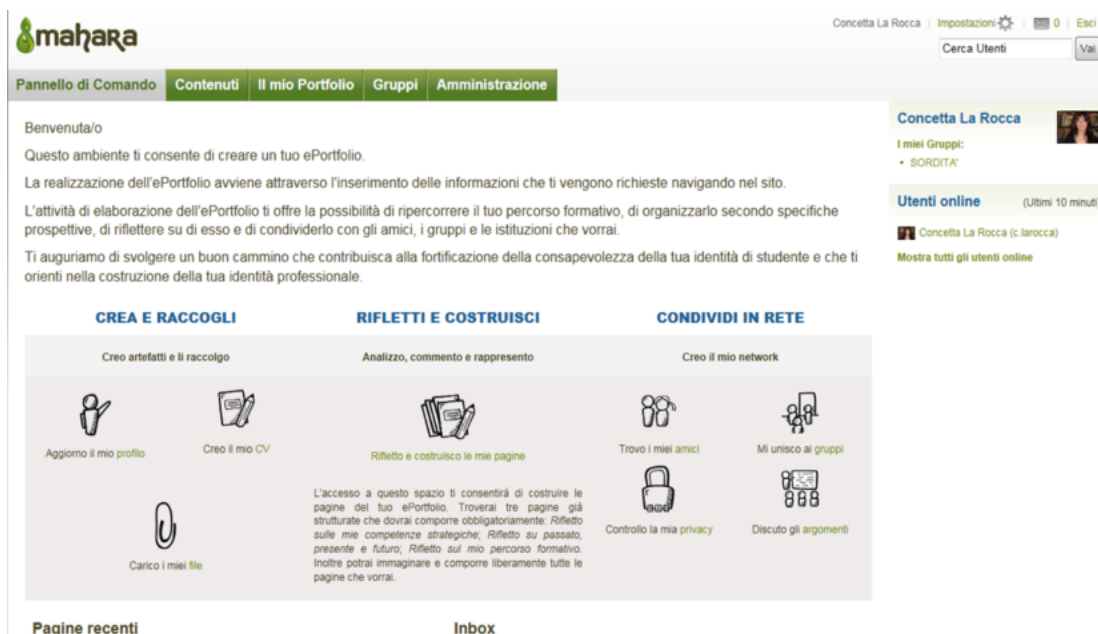 mahara
Concetta La Rocca | Impostazioni | 0 | Esci
Cerca Utenti Vai
Pannello di Comando Contenuti Il mio Portfolio Gruppi Amministrazione
Benvenuta/o
Questo ambiente ti consente di creare un tuo ePortfolio.
La realizzazione dell'ePortfolio avviene attraverso l'inserimento delle informazioni che ti vengono richieste navigando nel sito.
L'attività di elaborazione dell'ePortfolio ti offre la possibilità di ripercorrere il tuo percorso formativo, di organizzarlo secondo specifiche
prospettive, di riflettere su di esso e di condividerlo con gli amici, i gruppi e le istituzioni che vorrai.
Ti auguriamo di svolgere un buon cammino che contribuisca alla fortificazione della consapevolezza della tua identità di studente e che ti
orienti nella costruzione della tua identità professionale.
Concetta La Rocca
I miei Gruppi:
• SORDITA'
Utenti online (Ultimi 10 minuti)
Concetta La Rocca (c.larocca)
Mostra tutti gli utenti online
CREA E RACCOGLI
Creo artefatti e li raccolgo
Aggiorno il mio profilo
Creo il mio CV
Carico i miei file
RIFLETTI E COSTRUISCI
Analizzo, commento e rappresento
Rifletto e costruisco le mie pagine
L'accesso a questo spazio ti consentirà di costruire le
pagine del tuo ePortfolio. Troverai tre pagine già
strutturate che dovrai comporre obbligatoriamente: Rifletto
sulle mie competenze strategiche; Rifletto su passato,
presente e futuro; Rifletto sul mio percorso formativo.
Inoltre potrai immaginare e comporre liberamente tutte le
pagine che vorrai.
CONDIVIDI IN RETE
Creo il mio network
Trovo i miei amici
Mi unisco ai gruppi
Controllo la mia privacy
Discuto gli argomenti
Pagine recenti
Inbox